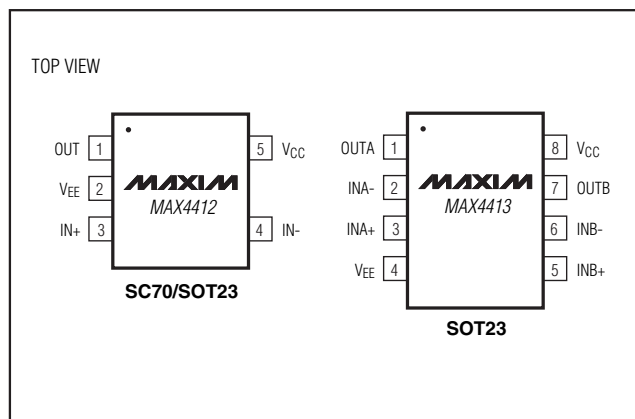 TOP VIEW
OUT 1
VEE 2
IN+ 3
5 VCC
4 IN-
MAXIM
MAX4412
SC70/SOT23
OUTA 1
INA- 2
INA+ 3
VEE 4
8 VCC
7 OUTB
6 INB-
5 INB+
MAXIM
MAX4413
SOT23